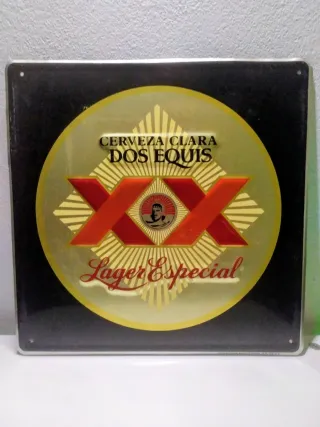 CERVEZA CLARA
DOS EQUIS
XX
Lager Especial